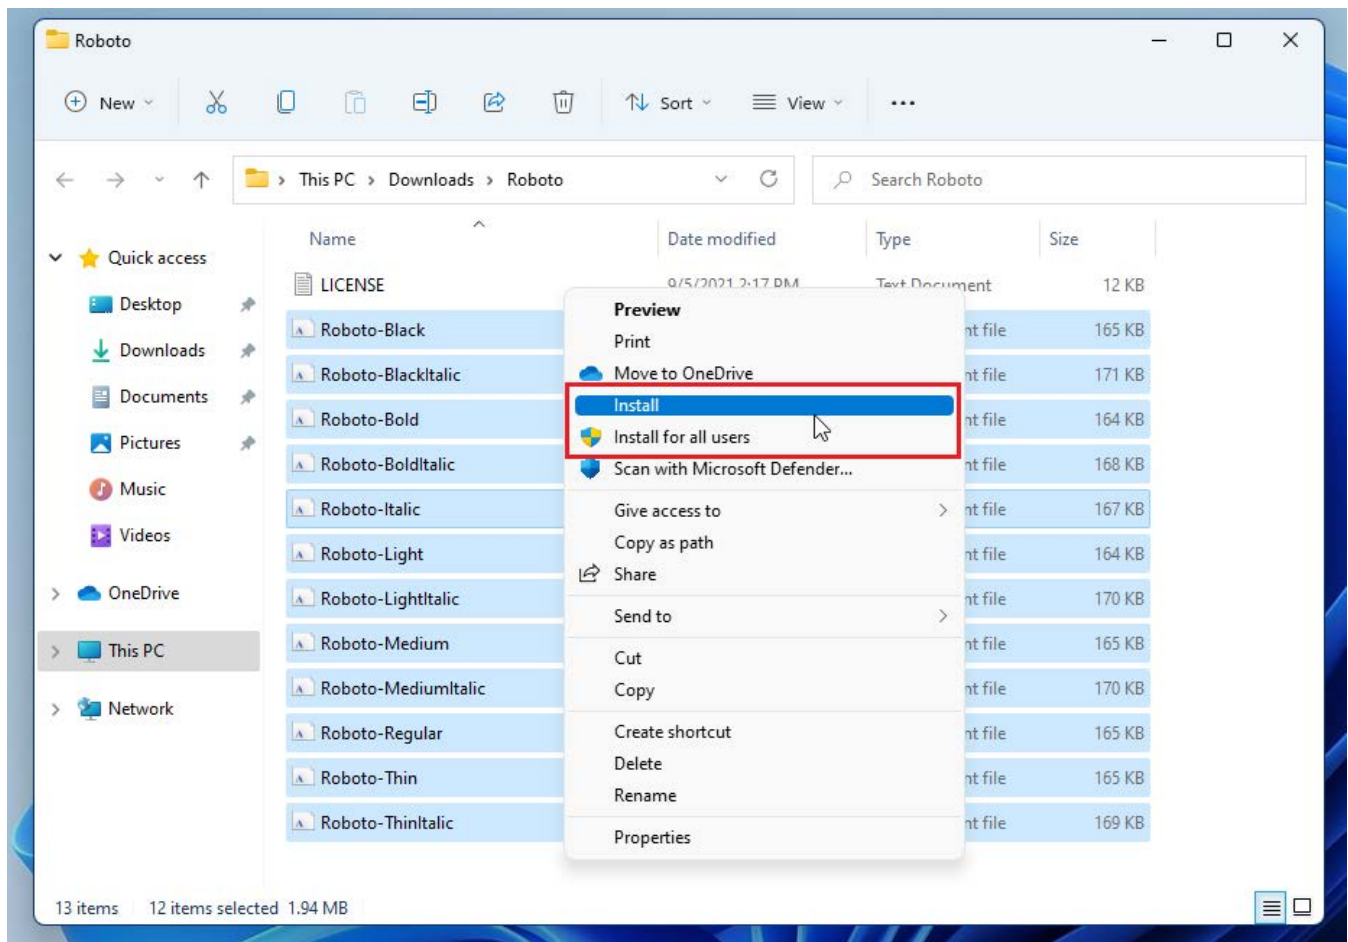 Roboto
New
Sort
View
This PC > Downloads > Roboto
Search Roboto
Name
Date modified
Type
Size
Quick access
Desktop
Downloads
Documents
Pictures
Music
Videos
OneDrive
This PC
Network
LICENSE 9/5/2021 2:17 PM Text Document 12 KB
Roboto-Black nt file 165 KB
Roboto-BlackItalic nt file 171 KB
Roboto-Bold nt file 164 KB
Roboto-BoldItalic nt file 168 KB
Roboto-Italic nt file 167 KB
Roboto-Light nt file 164 KB
Roboto-LightItalic nt file 170 KB
Roboto-Medium nt file 165 KB
Roboto-MediumItalic nt file 170 KB
Roboto-Regular nt file 165 KB
Roboto-Thin nt file 165 KB
Roboto-ThinItalic nt file 169 KB
Preview
Print
Move to OneDrive
Install
Install for all users
Scan with Microsoft Defender...
Give access to
Copy as path
Share
Send to
Cut
Copy
Create shortcut
Delete
Rename
Properties
13 items 12 items selected 1.94 MB